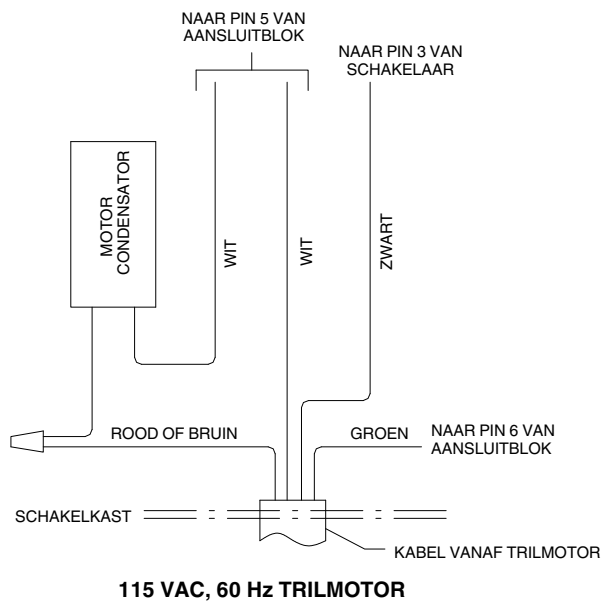 NAAR PIN 5 VAN
AANSLUITBLOK
NAAR PIN 3 VAN
SCHAKELAAR
MOTOR
CONDENSATOR
WIT
WIT
ZWART
ROOD OF BRUIN
GROEN
NAAR PIN 6 VAN
AANSLUITBLOK
SCHAKELKAST
KABEL VANAF TRILMOTOR
115 VAC, 60 Hz TRILMOTOR